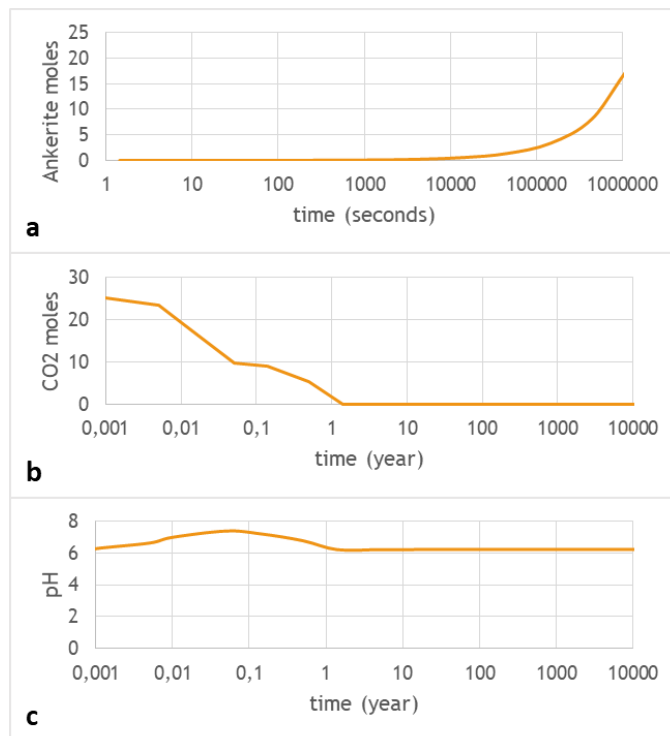 25
20
15
10
5
0
Ankerite moles
1 10 100 1000 10000 100000 1000000
time (seconds)
a
30
20
10
0
CO2 moles
0,001 0,01 0,1 1 10 100 1000 10000
time (year)
b
8
6
4
2
0
pH
0,001 0,01 0,1 1 10 100 1000 10000
time (year)
c